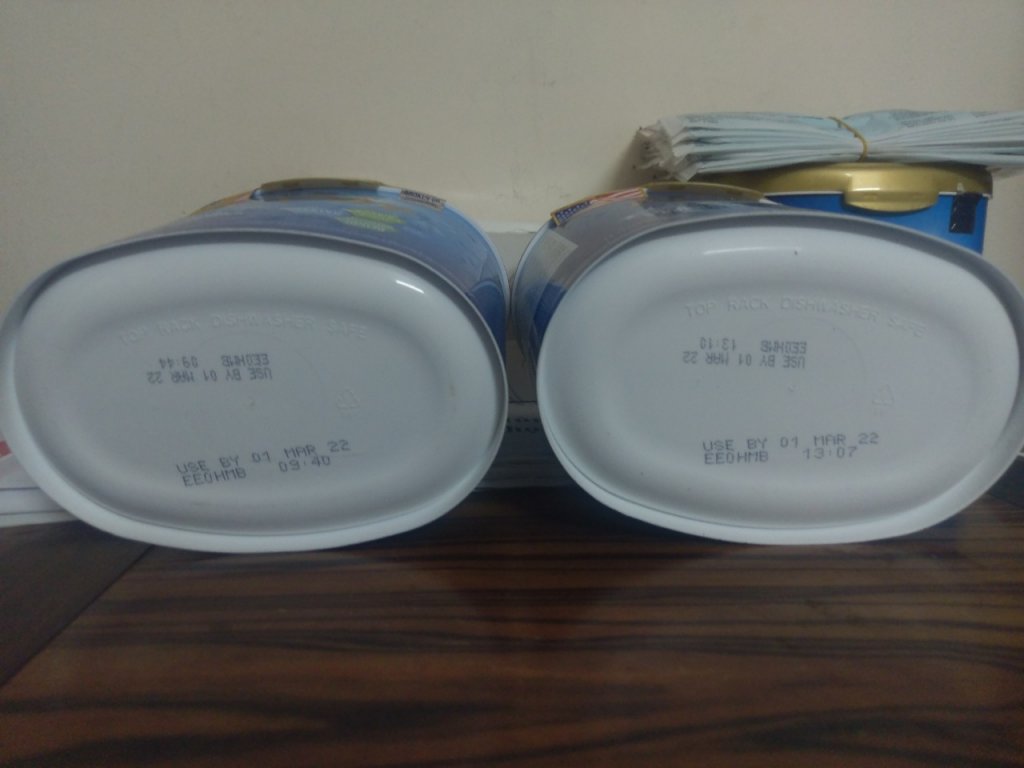 TOP RACK DISHWASHER SAFE
EE0HMB 09:44
USE BY 01 MAR 22
USE BY 01 MAR 22
EE0HMB 09:40
TOP RACK DISHWASHER SAFE
EE0HMB 13:10
USE BY 01 MAR 22
USE BY 01 MAR 22
EE0HMB 13:07